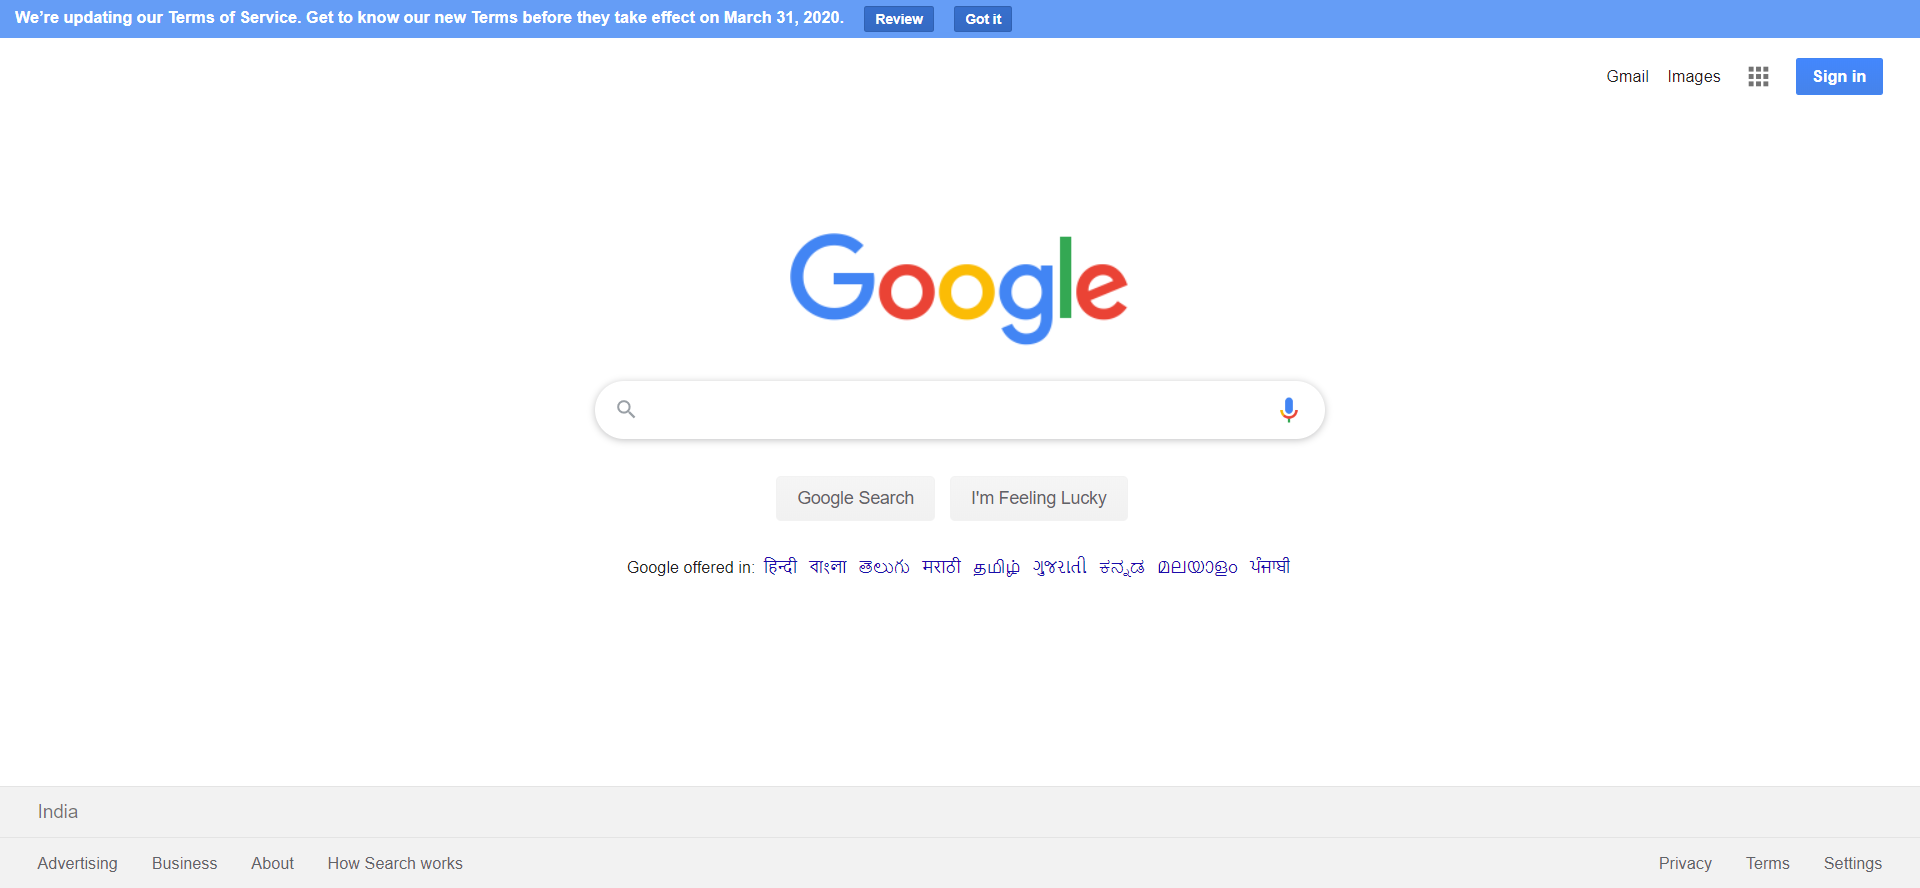 We're updating our Terms of Service. Get to know our new Terms before they take effect on March 31, 2020. Review Got it
Gmail Images Sign in
Google
Google Search I'm Feeling Lucky
Google offered in: हिन्दी বাংলা తెలుగు मराठी தமிழ் ગુજરાતી ಕನ್ನಡ മലയാളം ਪੰਜਾਬੀ
India
Advertising Business About How Search works Privacy Terms Settings